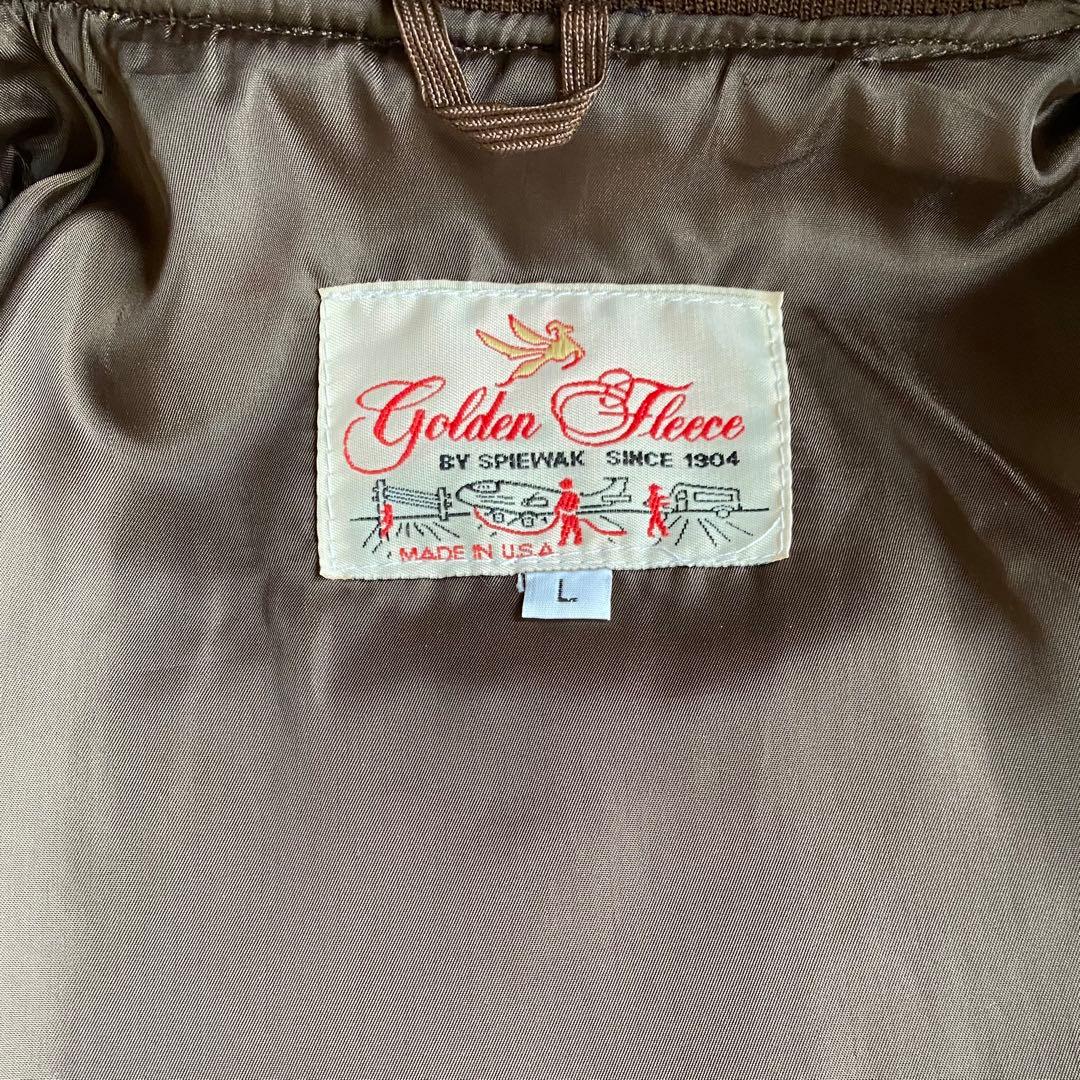 Golden Fleece
BY SPIEWAK SINCE 1904
MADE IN U.S.A
L